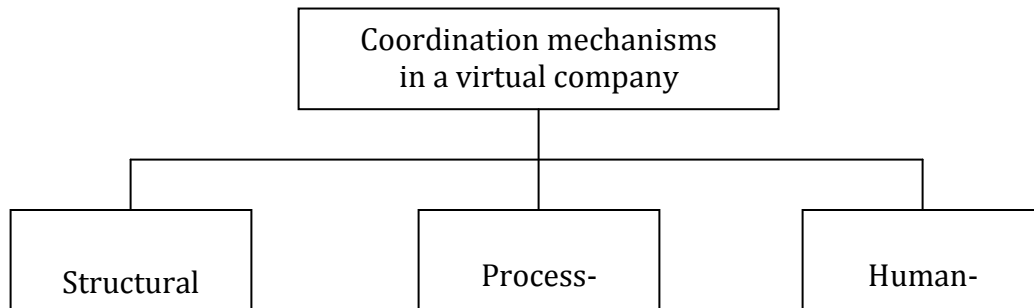 Coordination mechanisms
in a virtual company
Structural
Process-
Human-